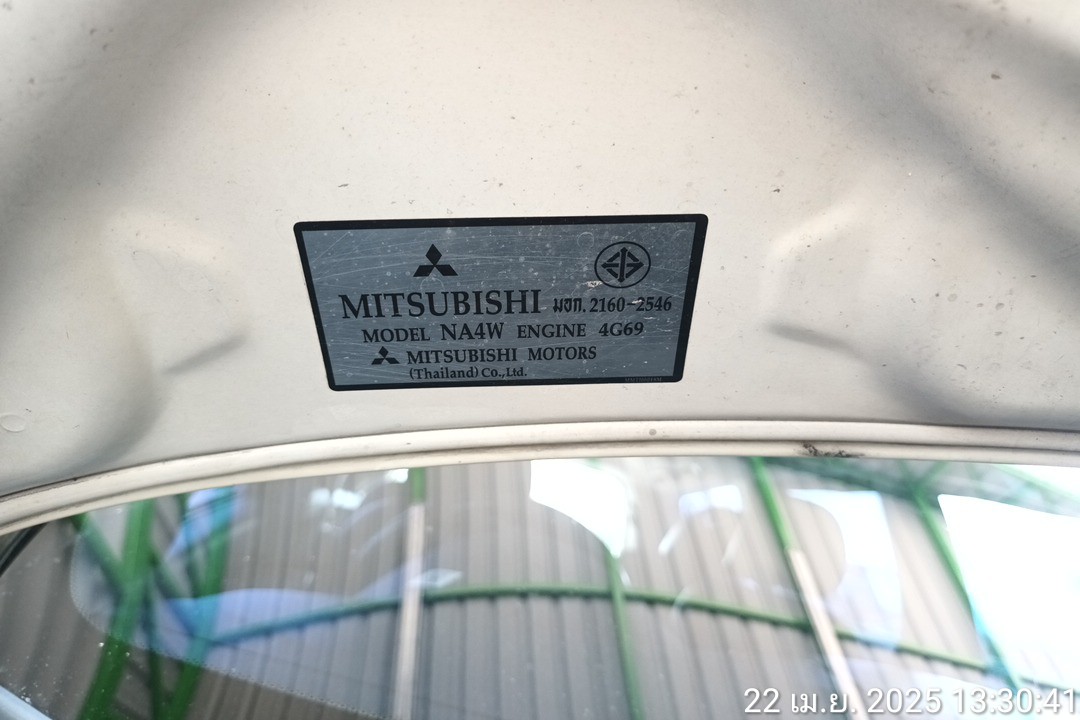 MITSUBISHI มอก. 2160-2546
MODEL NA4W ENGINE 4G69
MITSUBISHI MOTORS
(Thailand) Co.,Ltd.
22 เม.ย. 2025 13:30:41